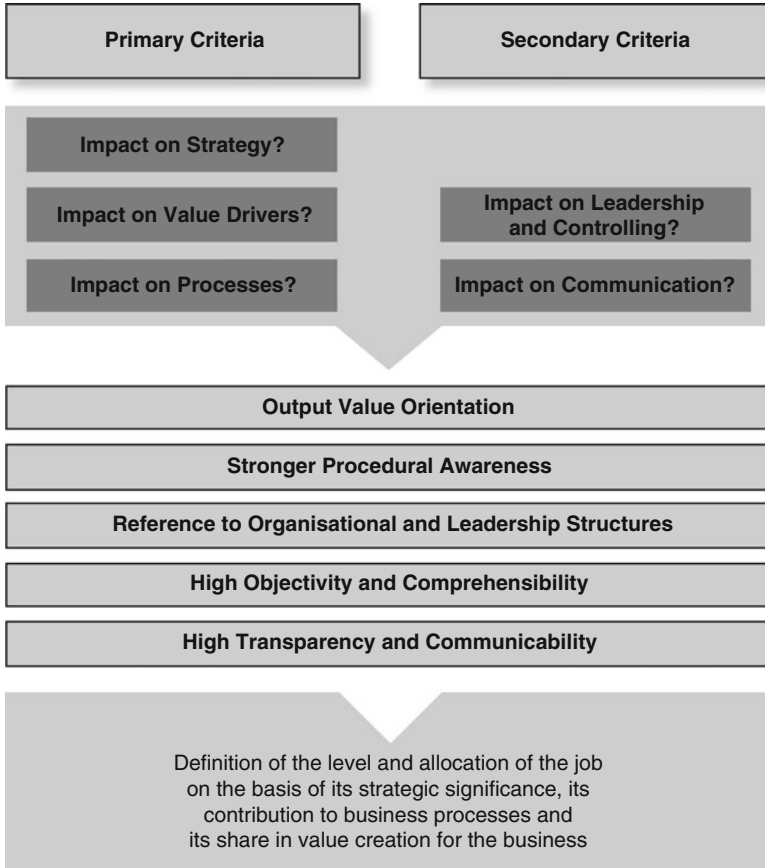 Primary Criteria
Secondary Criteria
Impact on Strategy?
Impact on Value Drivers?
Impact on Leadership
and Controlling?
Impact on Processes?
Impact on Communication?
Output Value Orientation
Stronger Procedural Awareness
Reference to Organisational and Leadership Structures
High Objectivity and Comprehensibility
High Transparency and Communicability
Definition of the level and allocation of the job
on the basis of its strategic significance, its
contribution to business processes and
its share in value creation for the business